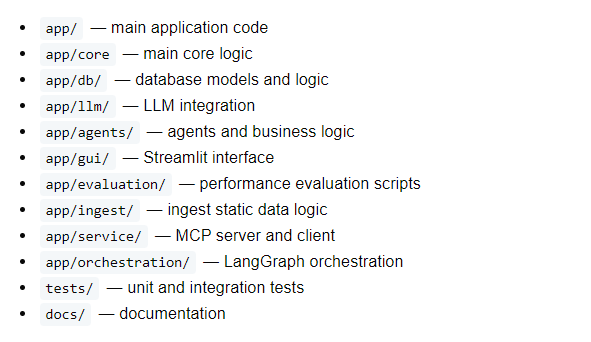 • app/ — main application code
• app/core — main core logic
• app/db/ — database models and logic
• app/llm/ — LLM integration
• app/agents/ — agents and business logic
• app/gui/ — Streamlit interface
• app/evaluation/ — performance evaluation scripts
• app/ingest/ — ingest static data logic
• app/service/ — MCP server and client
• app/orchestration/ — LangGraph orchestration
• tests/ — unit and integration tests
• docs/ — documentation